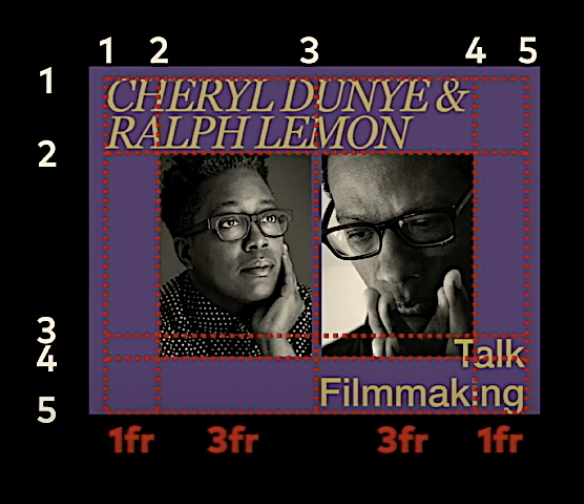 1 2 3 4 5
1
CHERYL DUNYE &
RALPH LEMON
2
3
4
Talk
Filmmaking
5
1fr 3fr 3fr 1fr